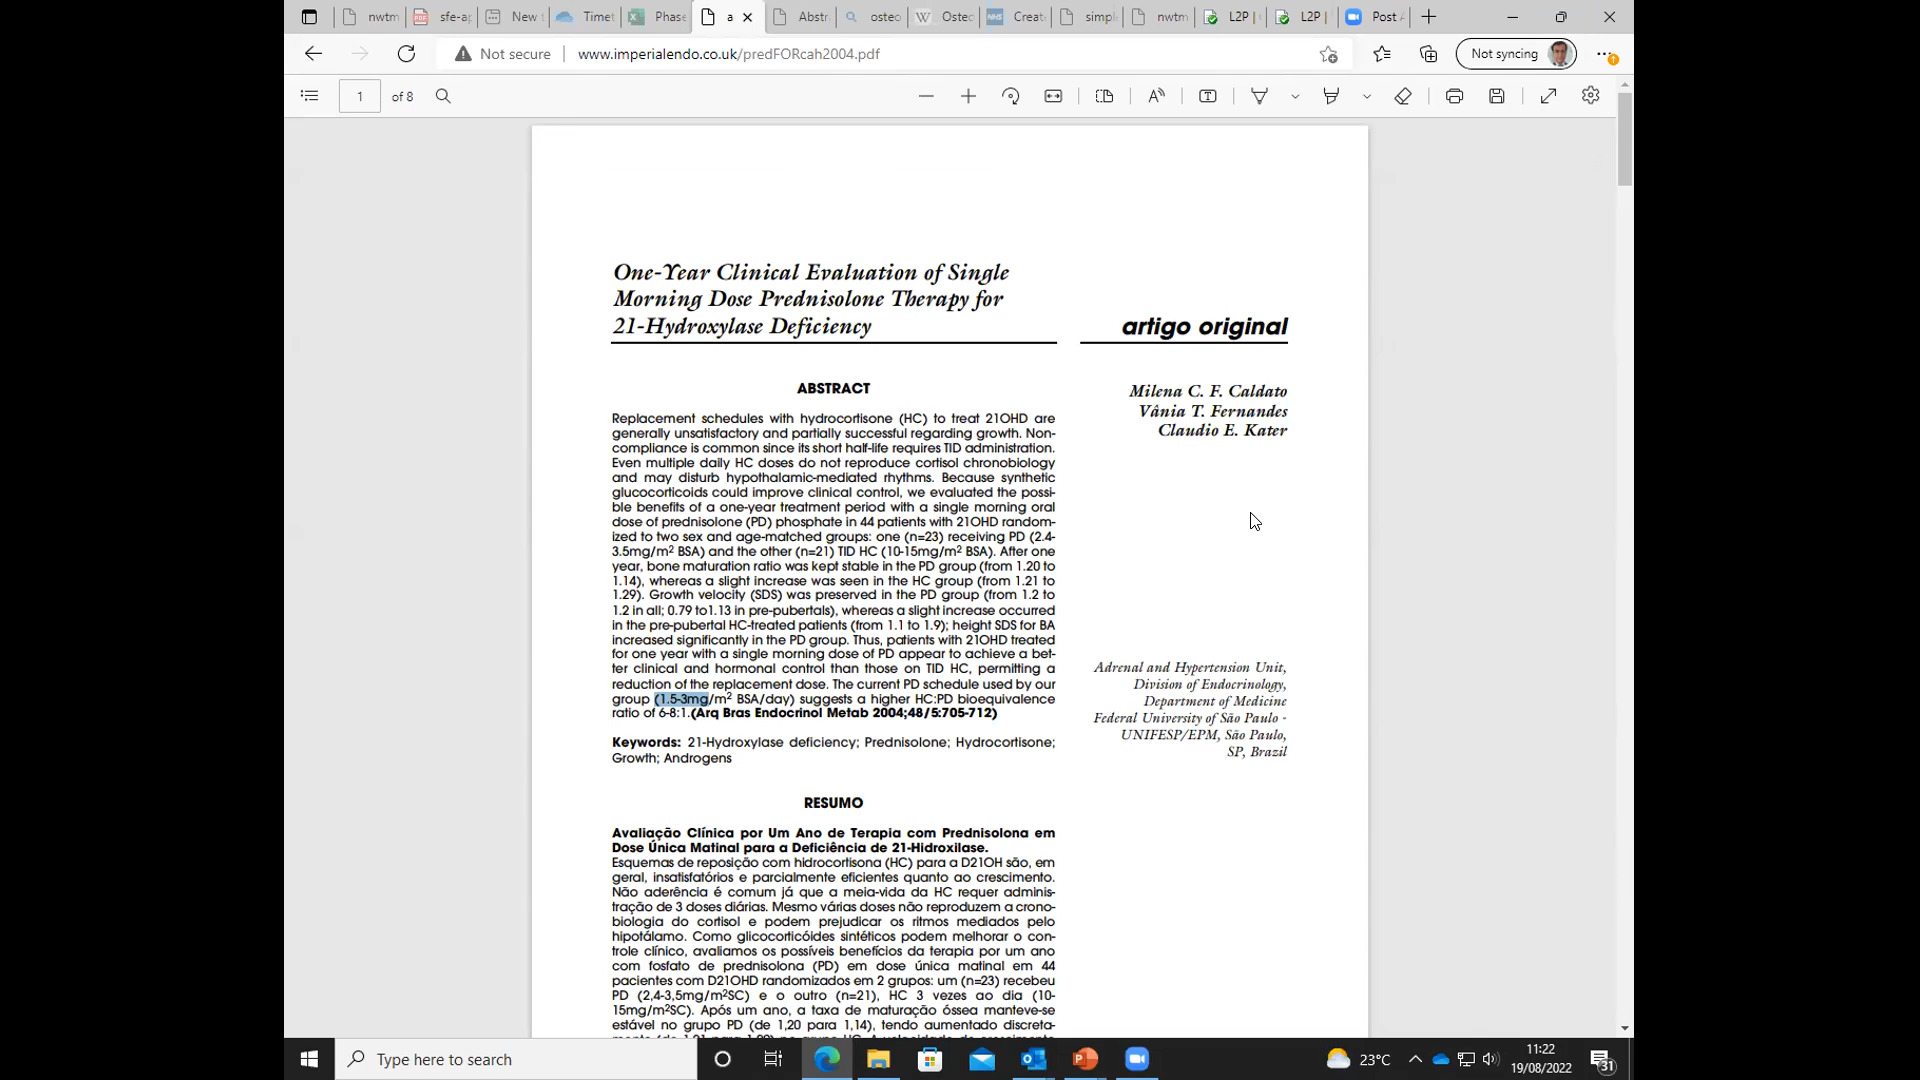 nwtm
sfe-ap
New t
Timet
Phase
a
Abstr
osteo
Osteo
Create
simpl
nwtm
L2P |
L2P |
Post A
Not secure
www.imperialendo.co.uk/predFORcah2004.pdf
Not syncing
1 of 8
One-Year Clinical Evaluation of Single
Morning Dose Prednisolone Therapy for
21-Hydroxylase Deficiency
artigo original
ABSTRACT
Replacement schedules with hydrocortisone (HC) to treat 21OHD are
generally unsatisfactory and partially successful regarding growth. Non-
compliance is common since its short half-life requires TID administration.
Even multiple daily HC doses do not reproduce cortisol chronobiology
and may disturb hypothalamic-mediated rhythms. Because synthetic
glucocorticoids could improve clinical control, we evaluated the possi-
ble benefits of a one-year treatment period with a single morning oral
dose of prednisolone (PD) phosphate in 44 patients with 21OHD random-
ized to two sex and age-matched groups: one (n=23) receiving PD (2.4-
3.5mg/m2 BSA) and the other (n=21) TID HC (10-15mg/m2 BSA). After one
year, bone maturation ratio was kept stable in the PD group (from 1.20 to
1.14), whereas a slight increase was seen in the HC group (from 1.21 to
1.29). Growth velocity (SDS) was preserved in the PD group (from 1.2 to
1.2 in all; 0.79 to1.13 in pre-pubertals), whereas a slight increase occurred
in the pre-pubertal HC-treated patients (from 1.1 to 1.9); height SDS for BA
increased significantly in the PD group. Thus, patients with 21OHD treated
for one year with a single morning dose of PD appear to achieve a bet-
ter clinical and hormonal control than those on TID HC, permitting a
reduction of the replacement dose. The current PD schedule used by our
group (1.5-3mg/m2 BSA/day) suggests a higher HC:PD bioequivalence
ratio of 6-8:1.(Arq Bras Endocrinol Metab 2004;48/5:705-712)
Keywords: 21-Hydroxylase deficiency; Prednisolone; Hydrocortisone;
Growth; Androgens
Milena C. F. Caldato
Vânia T. Fernandes
Claudio E. Kater
Adrenal and Hypertension Unit,
Division of Endocrinology,
Department of Medicine
Federal University of São Paulo -
UNIFESP/EPM, São Paulo,
SP, Brazil
RESUMO
Avaliação Clínica por Um Ano de Terapia com Prednisolona em
Dose Única Matinal para a Deficiência de 21-Hidroxilase.
Esquemas de reposição com hidrocortisona (HC) para a D21OH são, em
geral, insatisfatórios e parcialmente eficientes quanto ao crescimento.
Não aderência é comum já que a meia-vida da HC requer adminis-
tração de 3 doses diárias. Mesmo várias doses não reproduzem a crono-
biologia do cortisol e podem prejudicar os ritmos mediados pelo
hipotálamo. Como glicocorticóides sintéticos podem melhorar o con-
trole clínico, avaliamos os possíveis benefícios da terapia por um ano
com fosfato de prednisolona (PD) em dose única matinal em 44
pacientes com D21OHD randomizados em 2 grupos: um (n=23) recebeu
PD (2,4-3,5mg/m2SC) e o outro (n=21), HC 3 vezes ao dia (10-
15mg/m2SC). Após um ano, a taxa de maturação óssea manteve-se
estável no grupo PD (de 1,20 para 1,14), tendo aumentado discreta-
Type here to search
23°C
11:22
19/08/2022
31